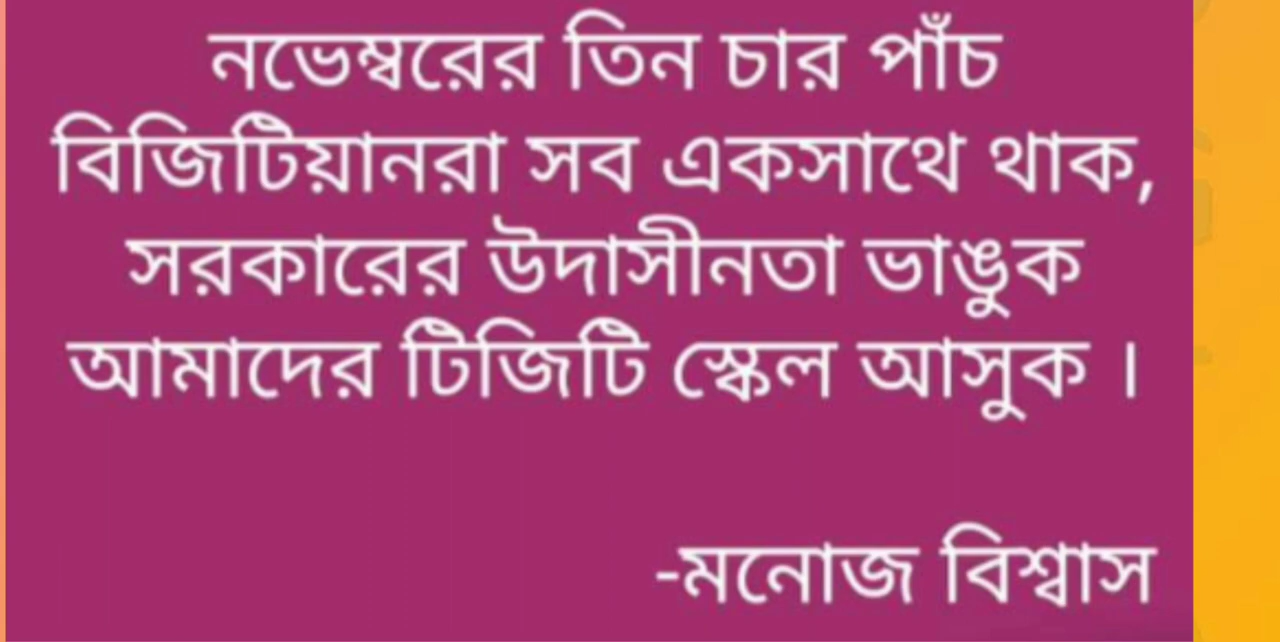 নভেম্বরের তিন চার পাঁচ
বিজিটিয়ানরা সব একসাথে থাক,
সরকারের উদাসীনতা ভাঙুক
আমাদের টিজিটি স্কেল আসুক ।
-মনোজ বিশ্বাস